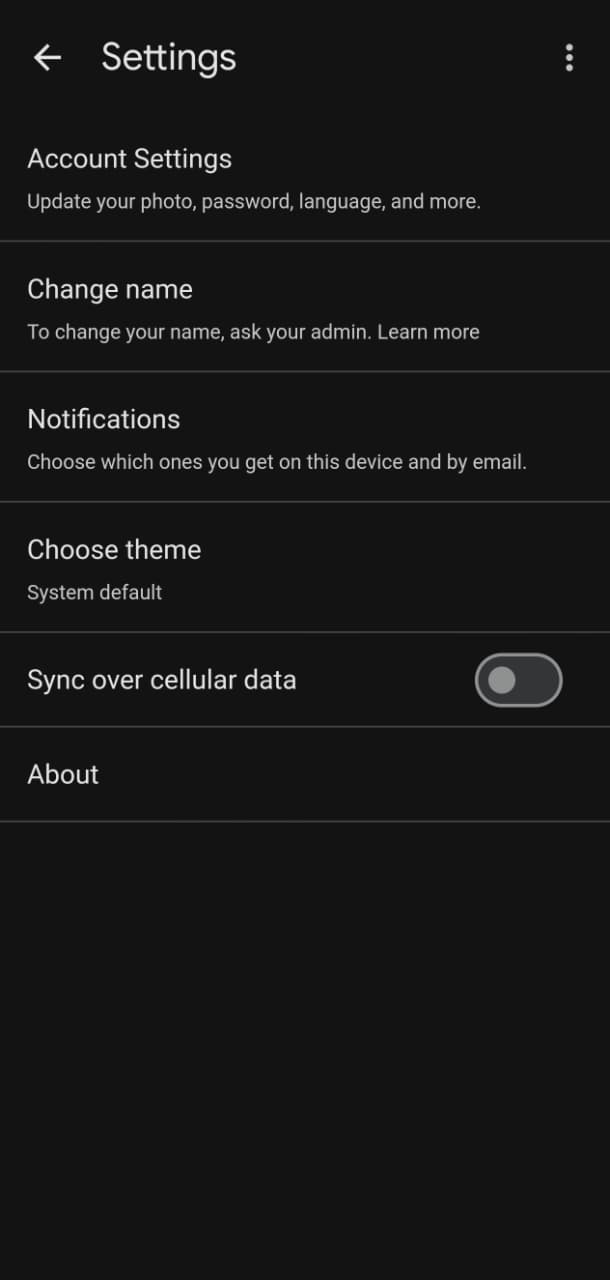 Settings
Account Settings
Update your photo, password, language, and more.
Change name
To change your name, ask your admin. Learn more
Notifications
Choose which ones you get on this device and by email.
Choose theme
System default
Sync over cellular data
About